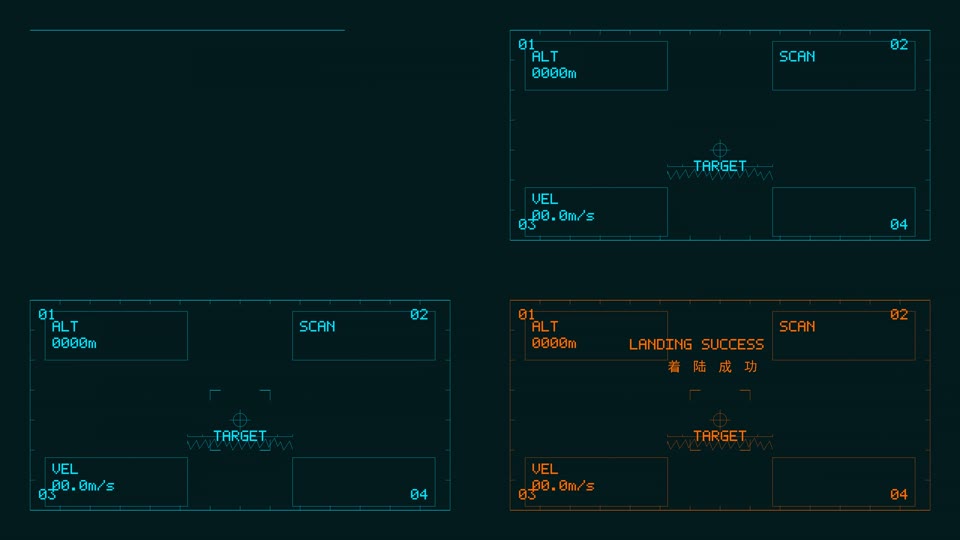 01
02
ALT
0000m
SCAN
TARGET
VEL
00.0m/s
03
04
01
02
ALT
0000m
SCAN
TARGET
VEL
00.0m/s
03
04
01
02
ALT
0000m
SCAN
LANDING SUCCESS
着陆成功
TARGET
VEL
00.0m/s
03
04